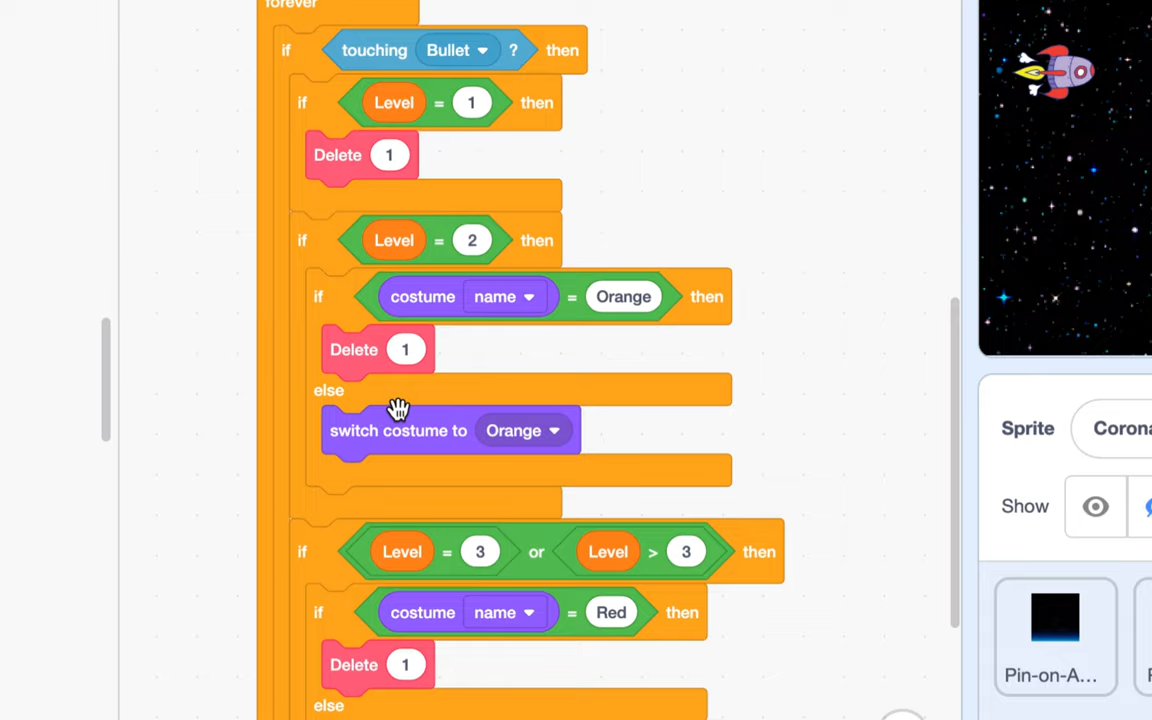 forever
if touching Bullet ? then
if Level = 1 then
Delete 1
if Level = 2 then
if costume name = Orange then
Delete 1
else
switch costume to Orange
if Level = 3 or Level > 3 then
if costume name = Red then
Delete 1
else
Sprite Corona
Show
Pin-on-A...